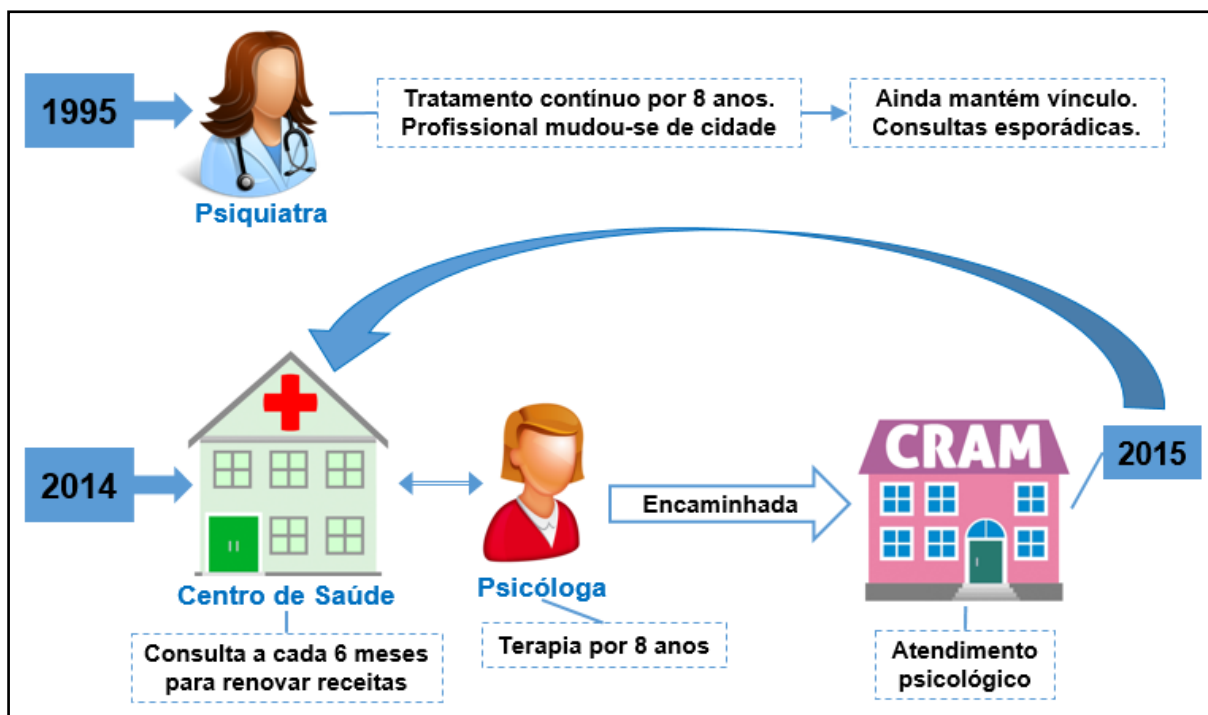 1995
Psiquiatra
Tratamento contínuo por 8 anos.
Profissional mudou-se de cidade
Ainda mantém vínculo.
Consultas esporádicas.
2014
Centro de Saúde
Consulta a cada 6 meses
para renovar receitas
Psicóloga
Terapia por 8 anos
Encaminhada
CRAM
Atendimento
psicológico
2015